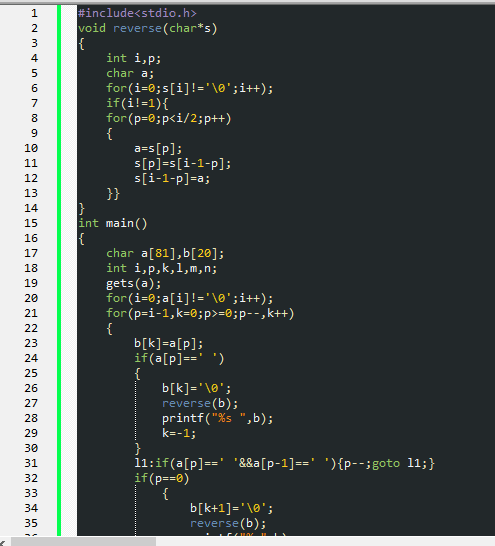 1 #include<stdio.h>
2 void reverse(char*s)
3 {
4 int i,p;
5 char a;
6 for(i=0;s[i]!='\0';i++);
7 if(i!=1){
8 for(p=0;p<i/2;p++)
9 {
10 a=s[p];
11 s[p]=s[i-1-p];
12 s[i-1-p]=a;
13 }}
14 }
15 int main()
16 {
17 char a[81],b[20];
18 int i,p,k,l,m,n;
19 gets(a);
20 for(i=0;a[i]!='\0';i++);
21 for(p=i-1,k=0;p>=0;p--,k++)
22 {
23 b[k]=a[p];
24 if(a[p]==' ')
25 {
26 b[k]='\0';
27 reverse(b);
28 printf("%s ",b);
29 k=-1;
30 }
31 l1:if(a[p]==' '&&a[p-1]==' '){p--;goto l1;}
32 if(p==0)
33 {
34 b[k+1]='\0';
35 reverse(b);